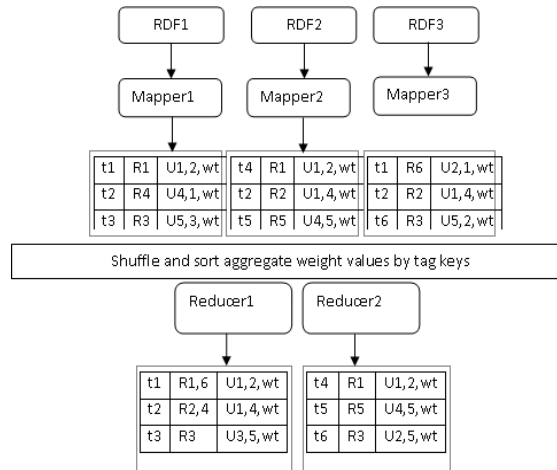 RDF1 RDF2 RDF3
Mapper1 Mapper2 Mapper3
t1 R1 U1,2,wt t4 R1 U1,2,wt t1 R6 U2,1,wt
t2 R4 U4,1,wt t2 R2 U1,4,wt t2 R2 U1,4,wt
t3 R3 U5,3,wt t5 R5 U4,5,wt t6 R3 U5,2,wt
Shuffle and sort aggregate weight values by tag keys
Reducer1 Reducer2
t1 R1,6 U1,2,wt t4 R1 U1,2,wt
t2 R2,4 U1,4,wt t5 R5 U4,5,wt
t3 R3 U3,5,wt t6 R3 U2,5,wt